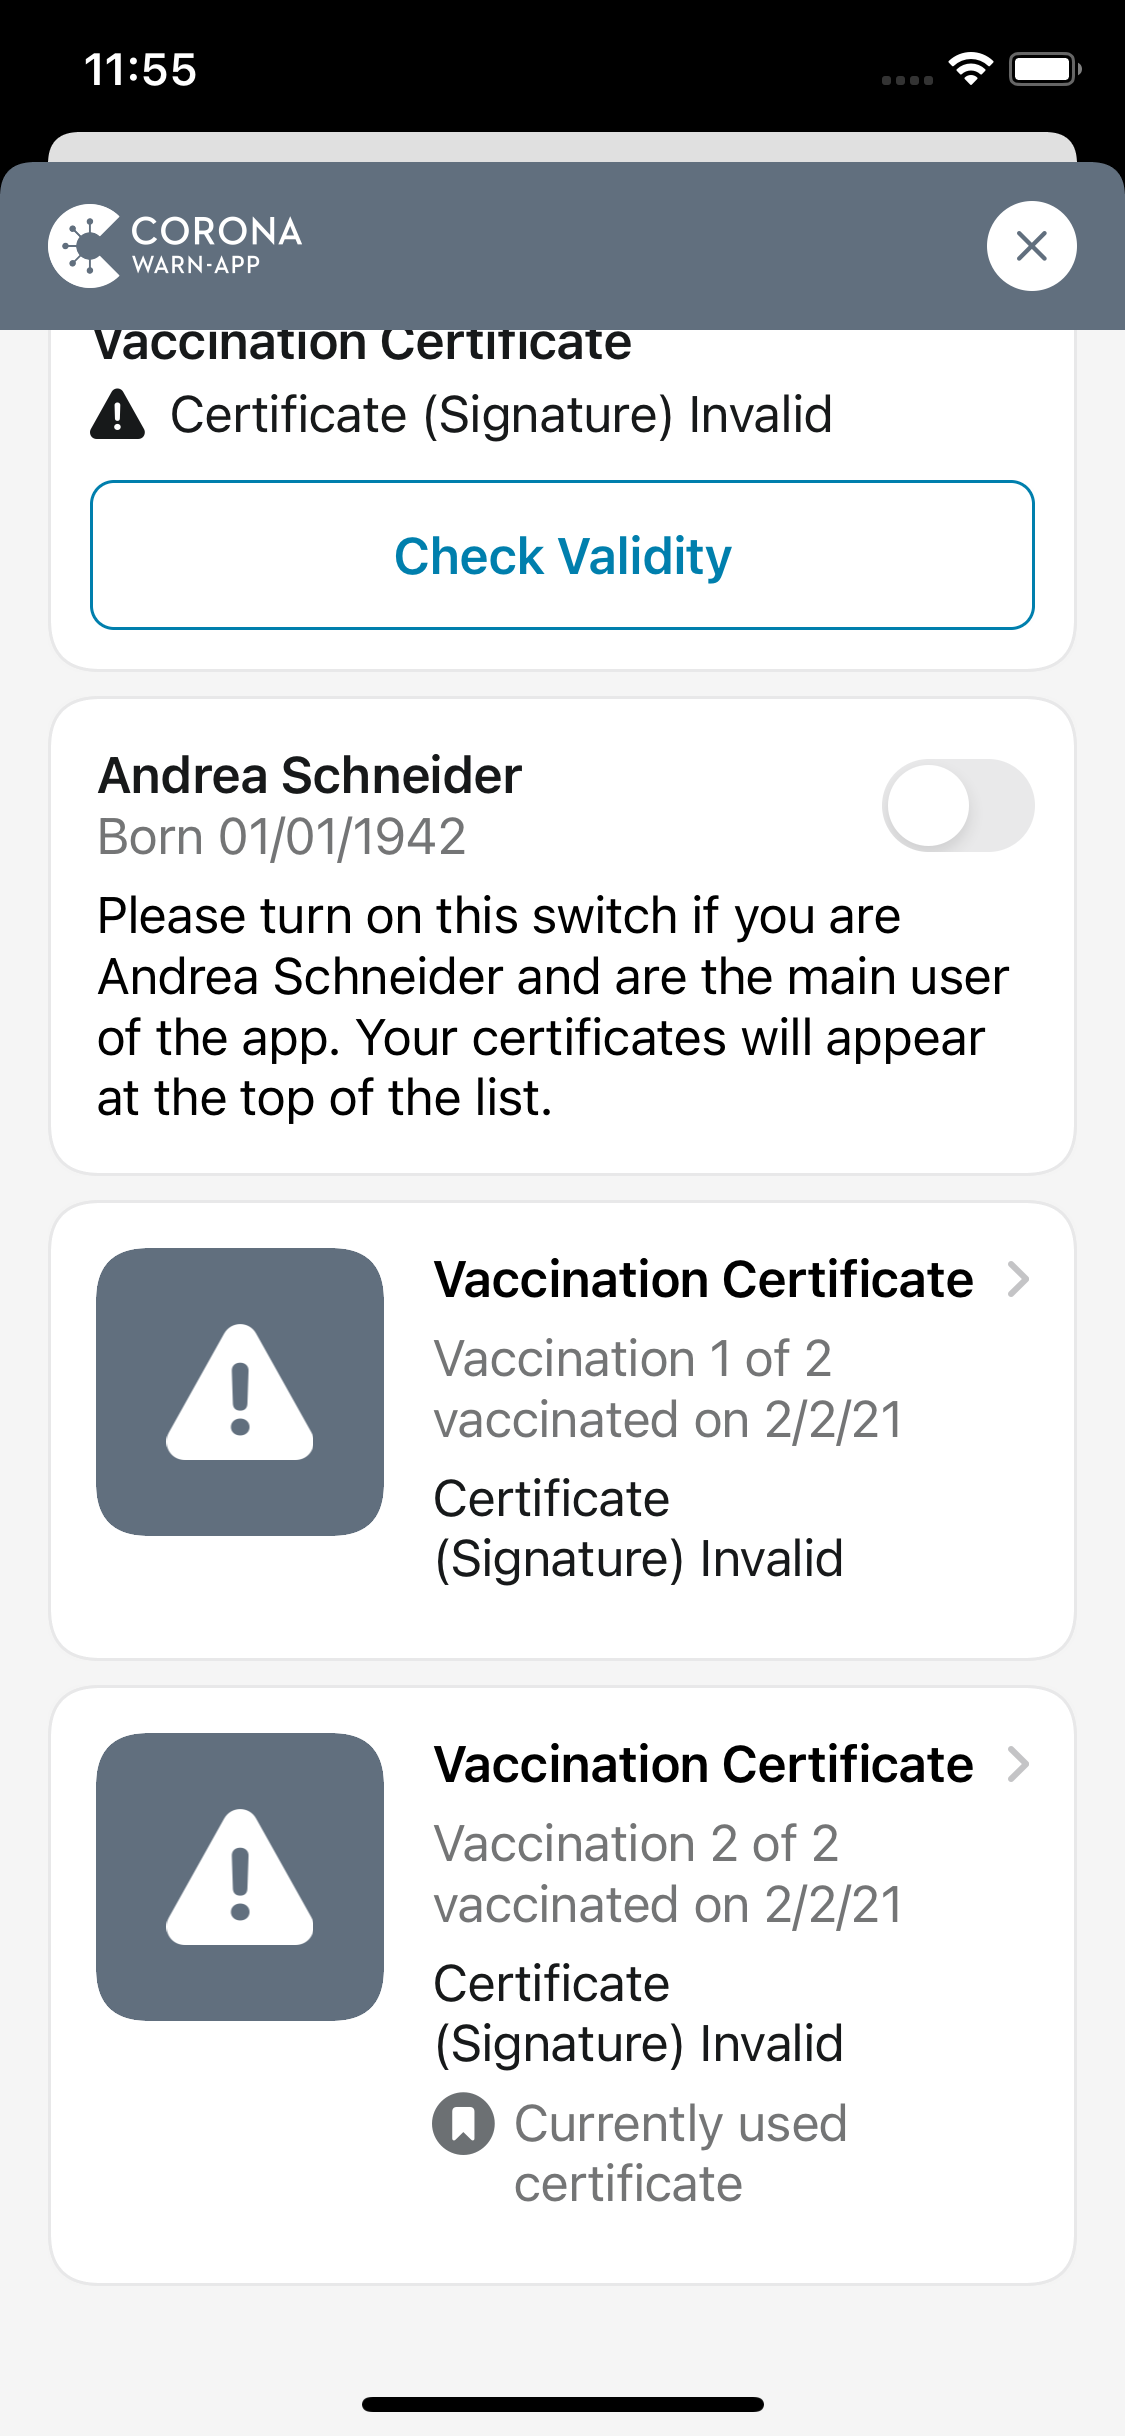 11:55
CORONA
WARN-APP
Vaccination Certificate
Certificate (Signature) Invalid
Check Validity
Andrea Schneider
Born 01/01/1942
Please turn on this switch if you are
Andrea Schneider and are the main user
of the app. Your certificates will appear
at the top of the list.
Vaccination Certificate
Vaccination 1 of 2
vaccinated on 2/2/21
Certificate
(Signature) Invalid
Vaccination Certificate
Vaccination 2 of 2
vaccinated on 2/2/21
Certificate
(Signature) Invalid
Currently used
certificate